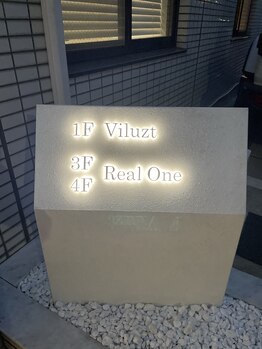 1F Viluzt
3F
4F Real One